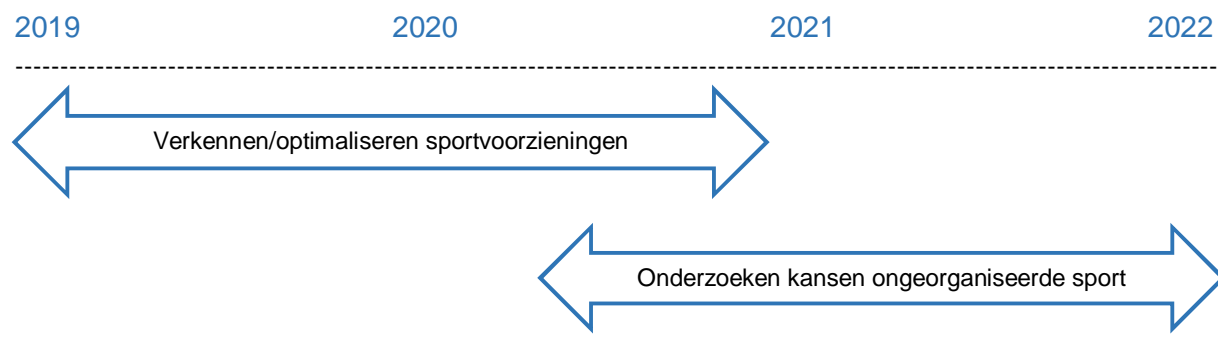 2019 2020 2021 2022
Verkennen/optimaliseren sportvoorzieningen
Onderzoeken kansen ongeorganiseerde sport